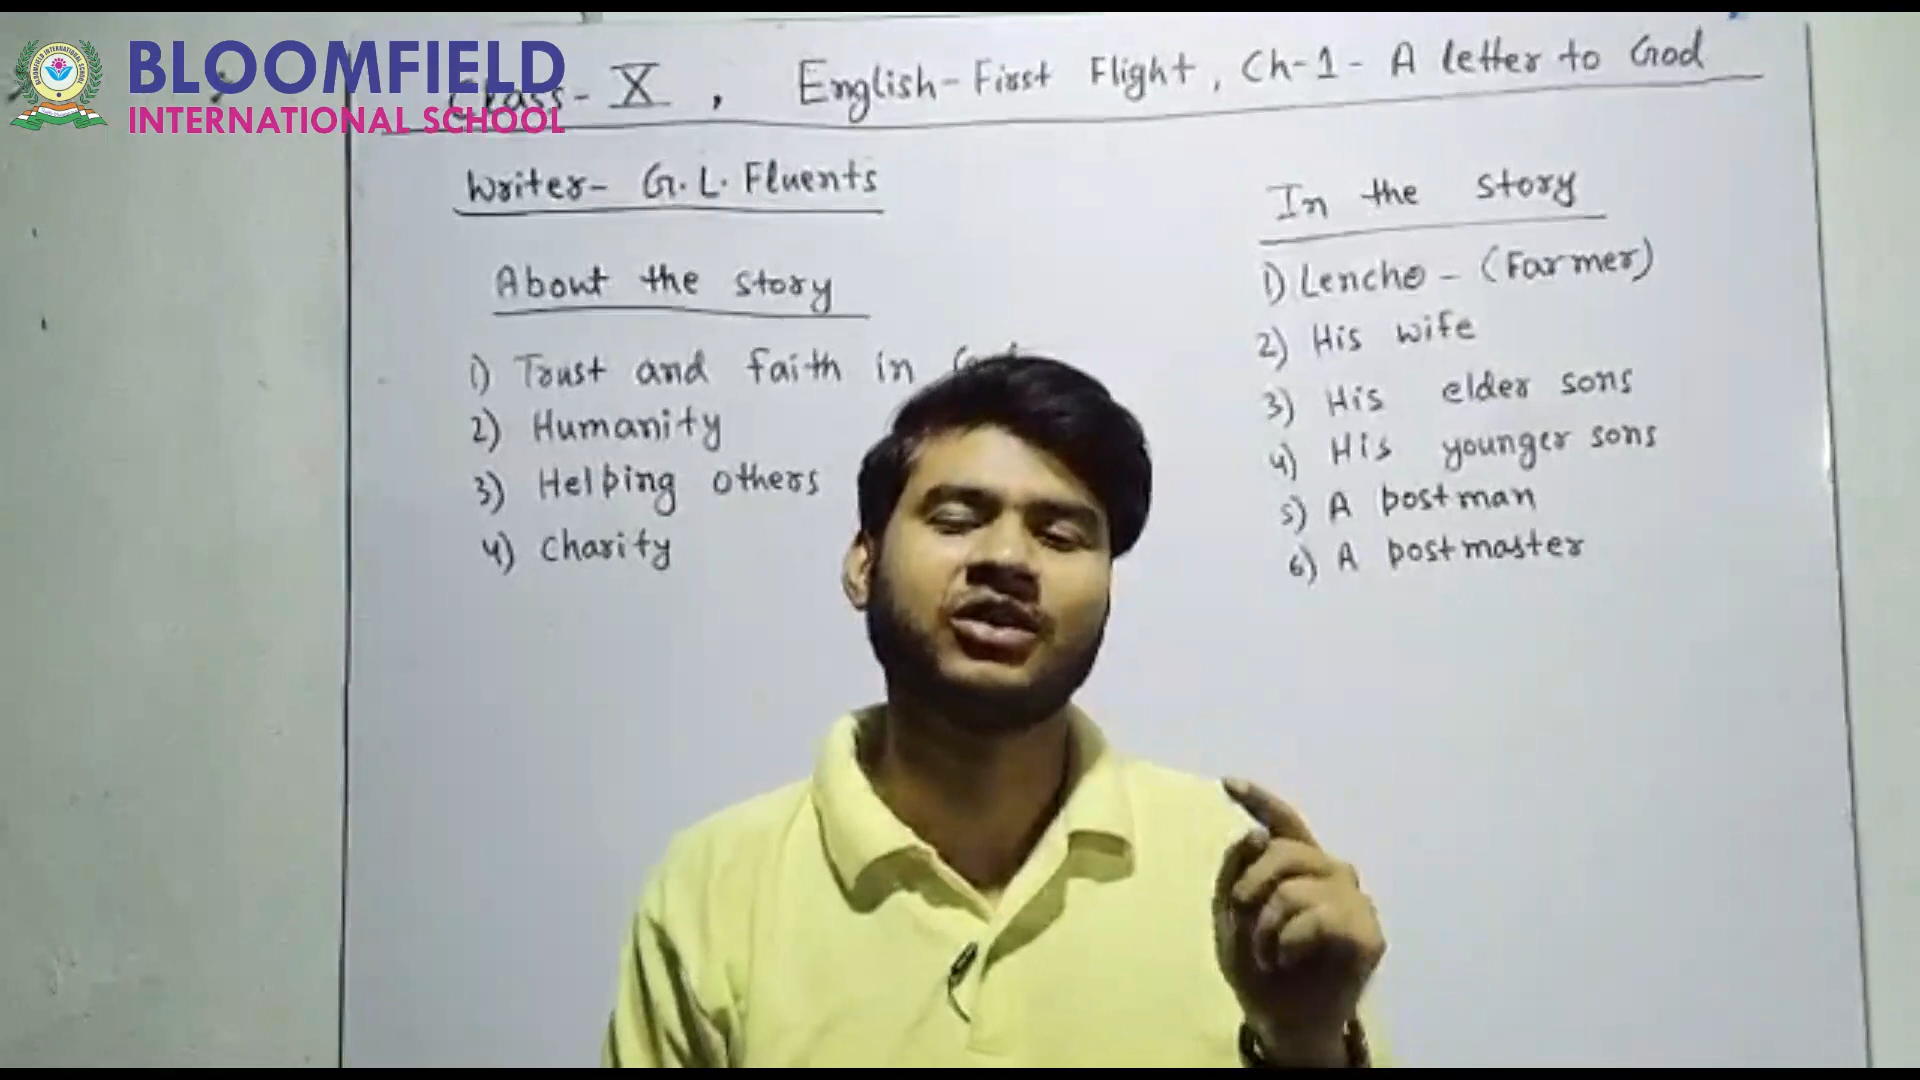 BLOOMFIELD
INTERNATIONAL SCHOOL
Class - X , English - First Flight , Ch-1 - A letter to God
Writer - G. L. Fluents
About the story
1) Trust and faith in
2) Humanity
3) Helping others
4) Charity
In the story
1) Lencho - (Farmer)
2) His wife
3) His elder sons
4) His younger sons
5) A postman
6) A postmaster